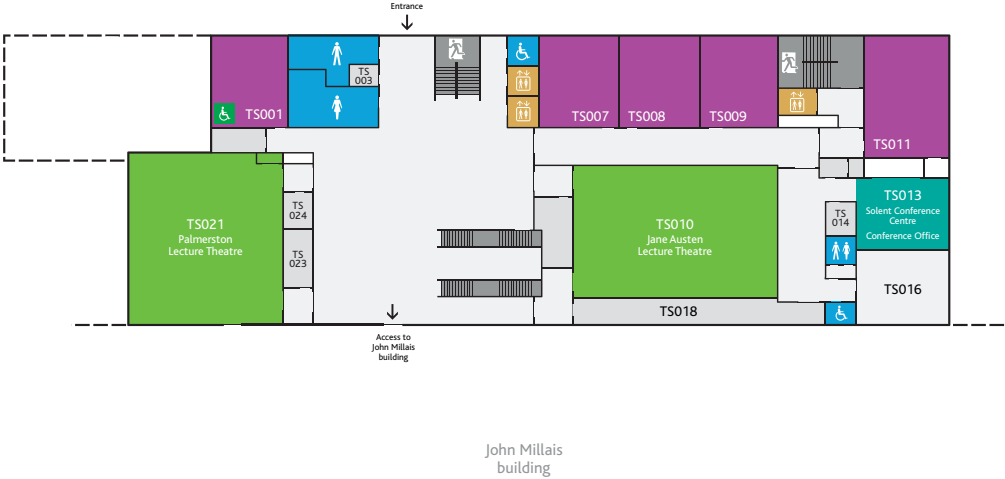 Entrance
TS
003
TS001
TS007
TS008
TS009
TS011
TS021
Palmerston
Lecture Theatre
TS
024
TS
023
TS010
Jane Austen
Lecture Theatre
TS
014
TS013
Solent Conference
Centre
Conference Office
TS016
TS018
Access to
John Millais
building
John Millais
building